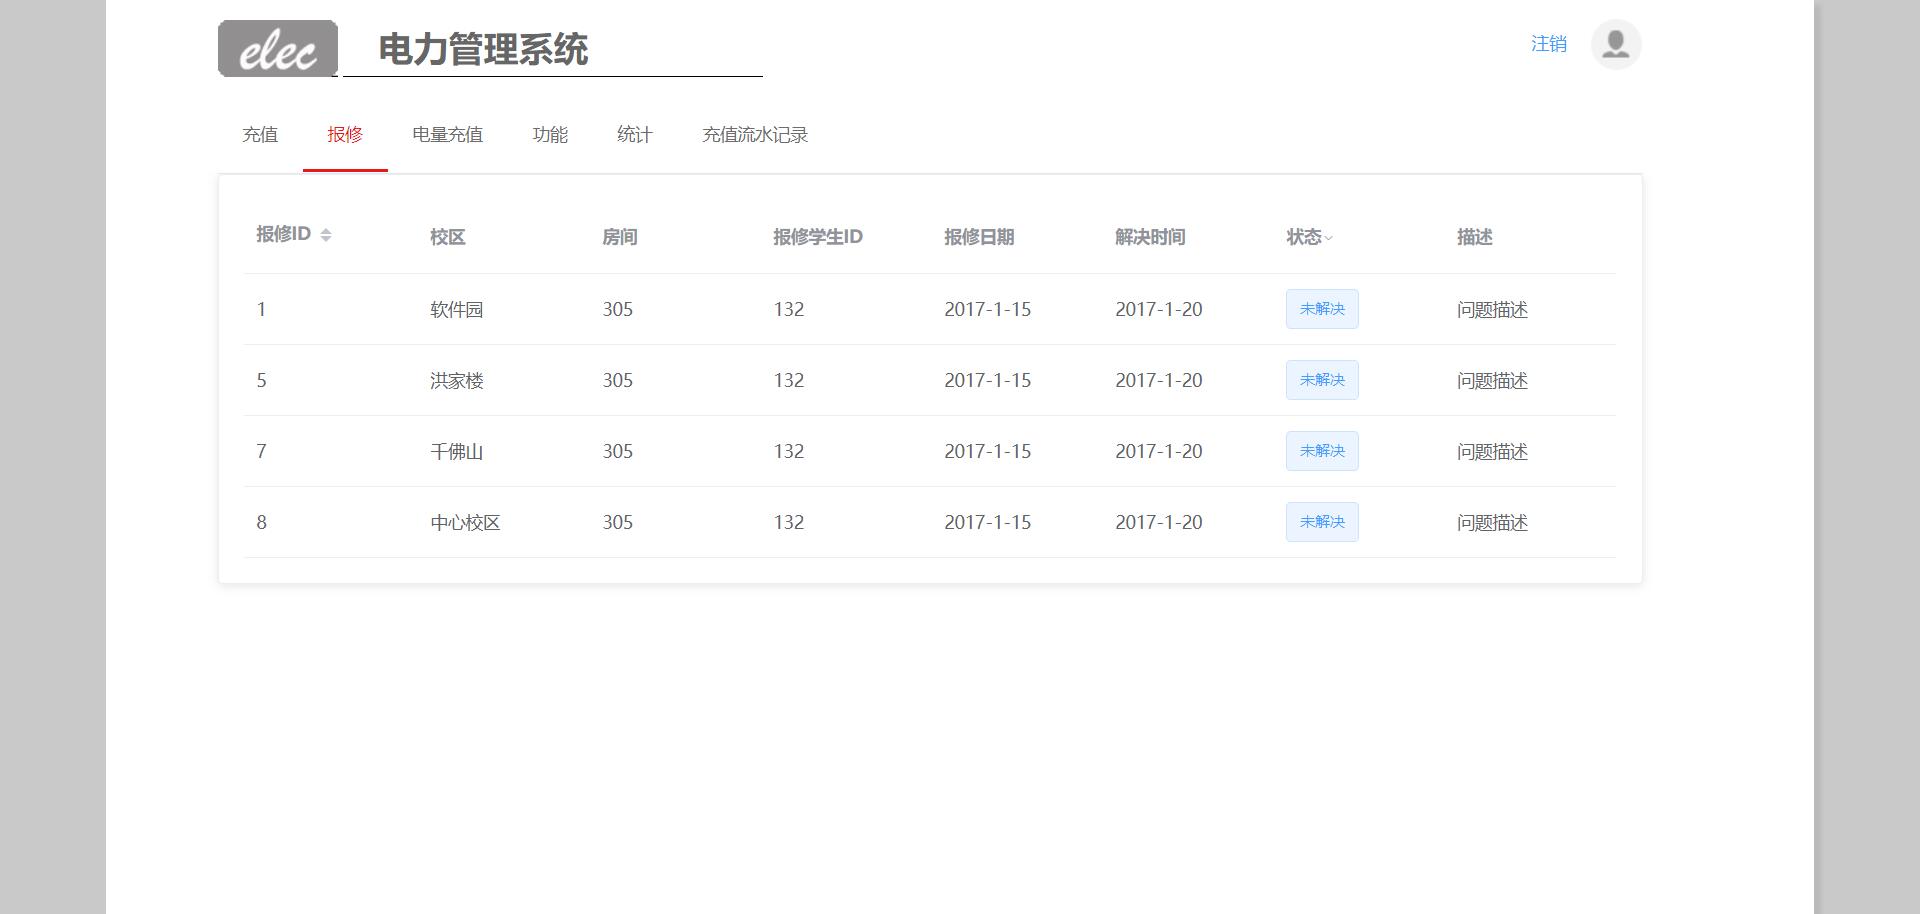 elec 电力管理系统 注销
充值 报修 电量充值 功能 统计 充值流水记录
报修ID 校区 房间 报修学生ID 报修日期 解决时间 状态 描述
1 软件园 305 132 2017-1-15 2017-1-20 未解决 问题描述
5 洪家楼 305 132 2017-1-15 2017-1-20 未解决 问题描述
7 千佛山 305 132 2017-1-15 2017-1-20 未解决 问题描述
8 中心校区 305 132 2017-1-15 2017-1-20 未解决 问题描述